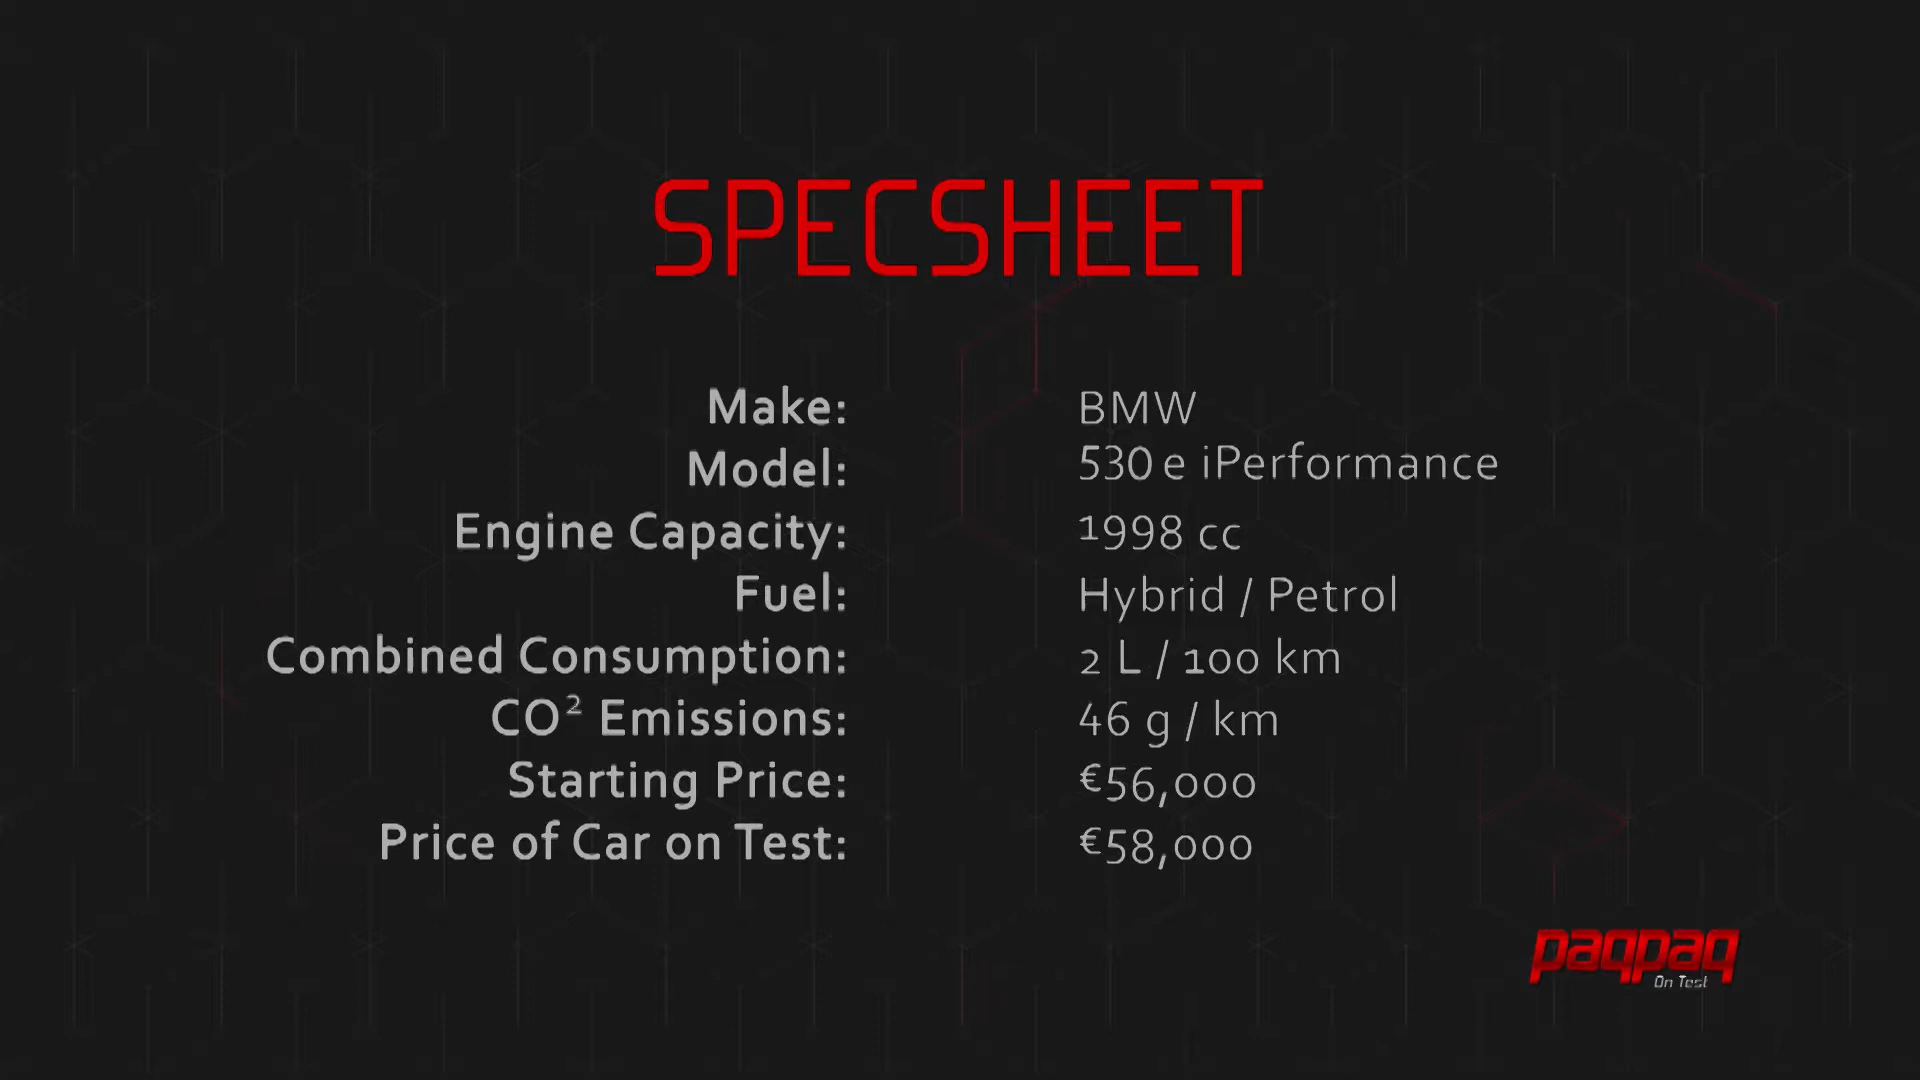 SPECSHEET
Make: BMW
Model: 530 e iPerformance
Engine Capacity: 1998 cc
Fuel: Hybrid / Petrol
Combined Consumption: 2 L / 100 km
CO² Emissions: 46 g / km
Starting Price: €56,000
Price of Car on Test: €58,000
paqpaq
On Test